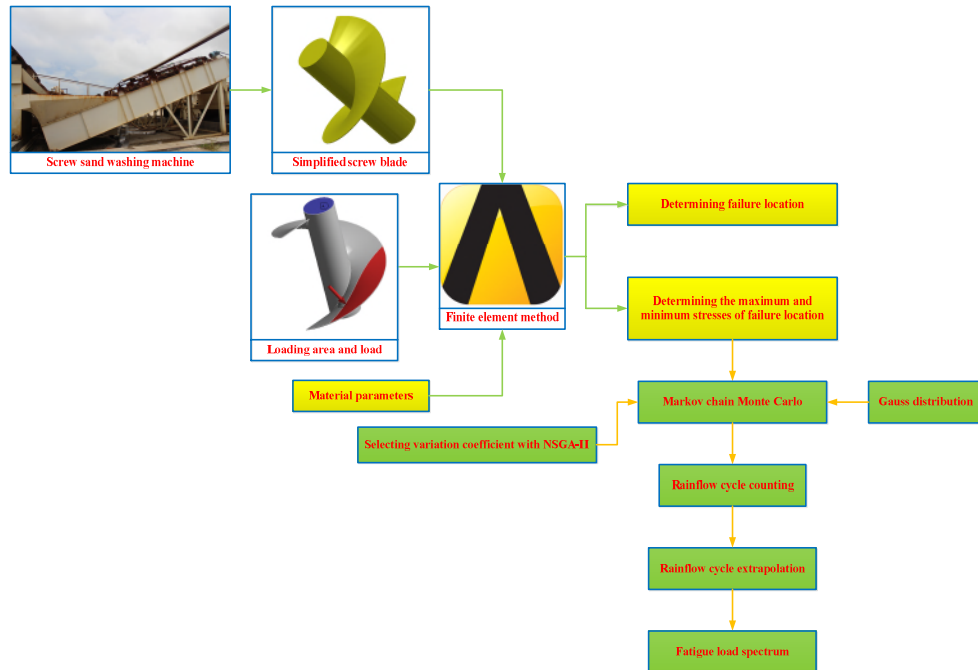 Screw sand washing machine
Simplified screw blade
Determining failure location
Determining the maximum and
minimum stresses of failure location
Finite element method
Loading area and load
Material parameters
Markov chain Monte Carlo
Gauss distribution
Selecting variation coefficient with NSGA-II
Rainflow cycle counting
Rainflow cycle extrapolation
Fatigue load spectrum